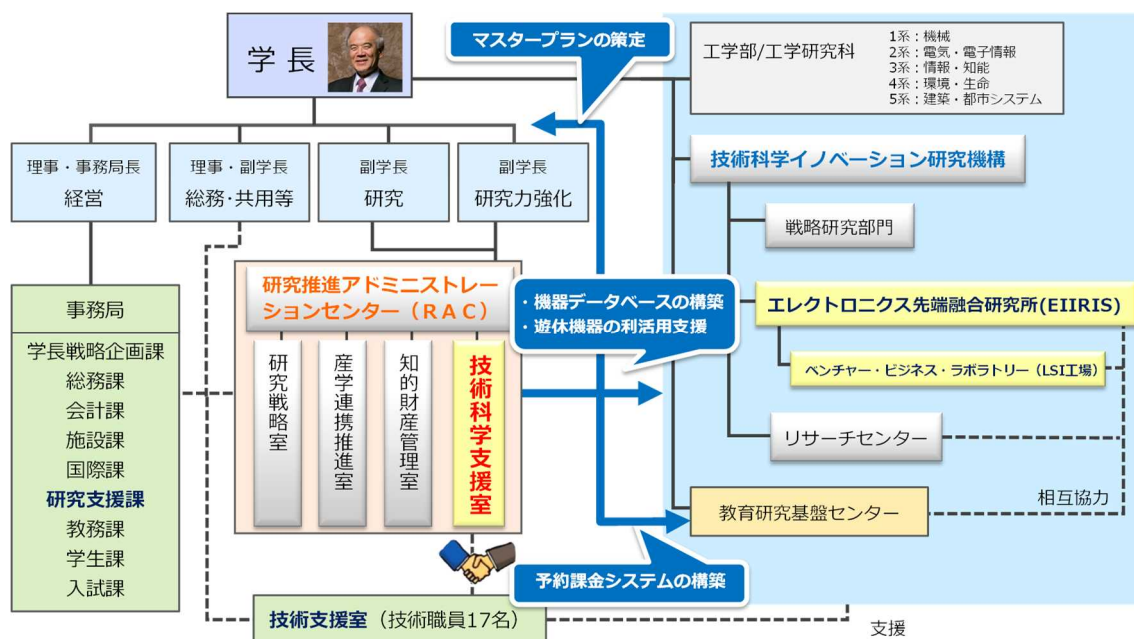 学長
マスタープランの策定
工学部/工学研究科
1系：機械
2系：電気・電子情報
3系：情報・知能
4系：環境・生命
5系：建築・都市システム
理事・事務局長
経営
理事・副学長
総務・共用等
副学長
研究
副学長
研究力強化
技術科学イノベーション研究機構
戦略研究部門
研究推進アドミニストレー
ションセンター（ＲＡＣ）
研究戦略室
産学連携推進室
知的財産管理室
技術科学支援室
・機器データベースの構築
・遊休機器の利活用支援
エレクトロニクス先端融合研究所(EIIRIS)
ベンチャー・ビジネス・ラボラトリー（LSI工場）
リサーチセンター
教育研究基盤センター
相互協力
事務局
学長戦略企画課
総務課
会計課
施設課
国際課
研究支援課
教務課
学生課
入試課
予約課金システムの構築
技術支援室（技術職員17名）
支援